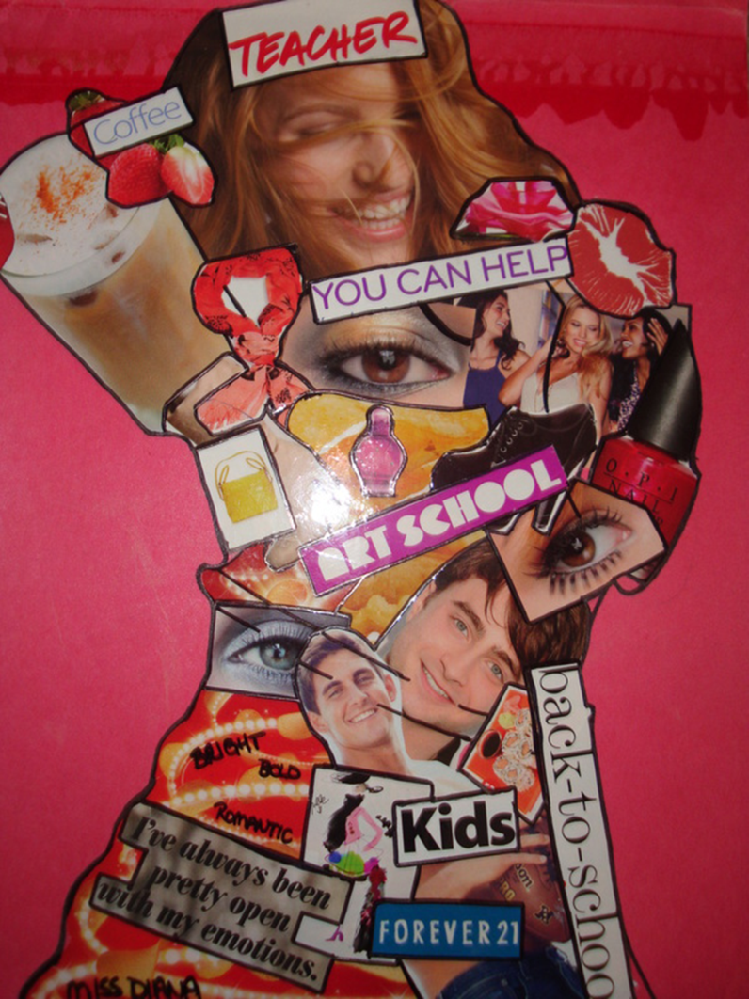 TEACHER
Coffee
YOU CAN HELP
O·P·I
NAIL
ART SCHOOL
back-to-schoo
BRIGHT
BOLD
ROMANTIC
Kids
I've always been
pretty open
with my emotions.
FOREVER 21
MISS DIANA